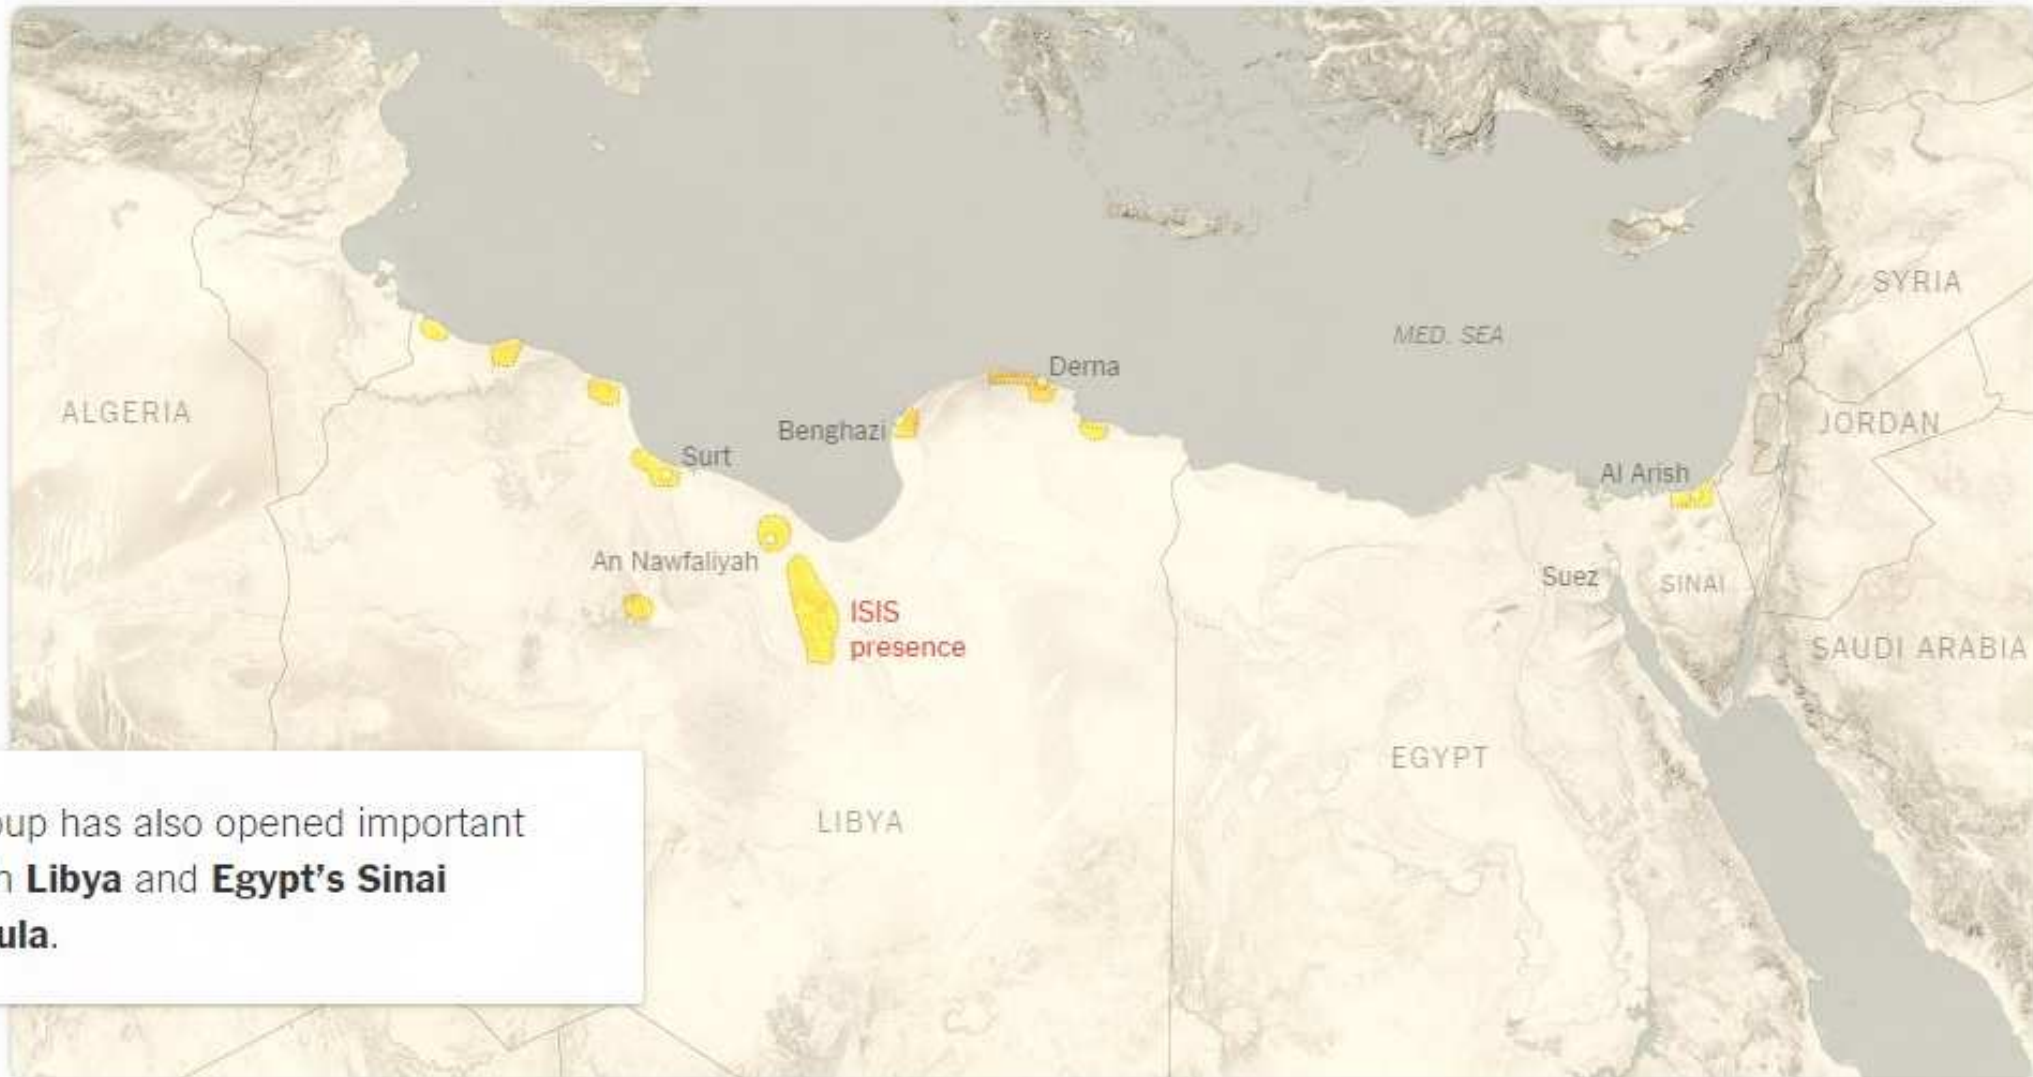 SYRIA
MED. SEA
Derna
ALGERIA
JORDAN
Benghazi
Surt
Al Arish
An Nawfaliyah
Suez
SINAI
ISIS
presence
SAUDI ARABIA
EGYPT
LIBYA
oup has also opened important
n Libya and Egypt's Sinai
ula.